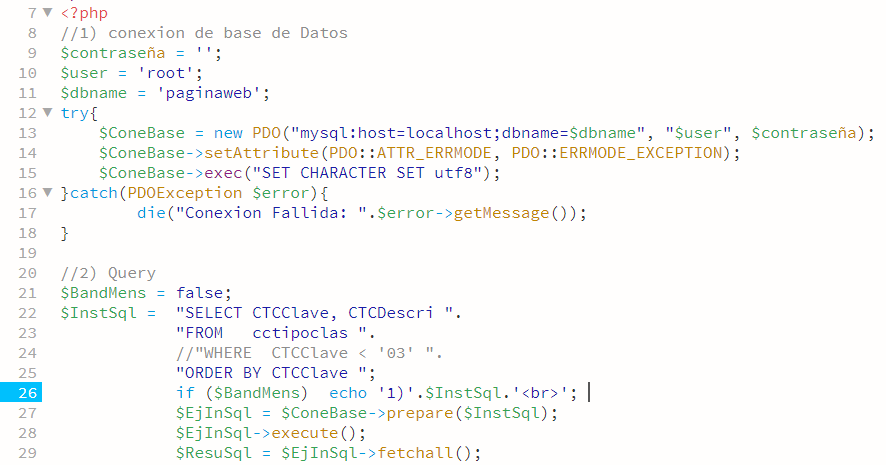 7 <?php
8 //1) conexion de base de Datos
9 $contraseña = '';
10 $user = 'root';
11 $dbname = 'paginaweb';
12 try{
13 $ConeBase = new PDO("mysql:host=localhost;dbname=$dbname", "$user", $contraseña);
14 $ConeBase->setAttribute(PDO::ATTR_ERRMODE, PDO::ERRMODE_EXCEPTION);
15 $ConeBase->exec("SET CHARACTER SET utf8");
16 }catch(PDOException $error){
17 die("Conexion Fallida: ".$error->getMessage());
18 }
19
20 //2) Query
21 $BandMens = false;
22 $InstSql = "SELECT CTCClave, CTCDescri ".
23 "FROM cctipoclas ".
24 //"WHERE CTCClave < '03' ".
25 "ORDER BY CTCClave ";
26 if ($BandMens) echo '1)'.$InstSql.'<br>';
27 $EjInSql = $ConeBase->prepare($InstSql);
28 $EjInSql->execute();
29 $ResuSql = $EjInSql->fetchall();